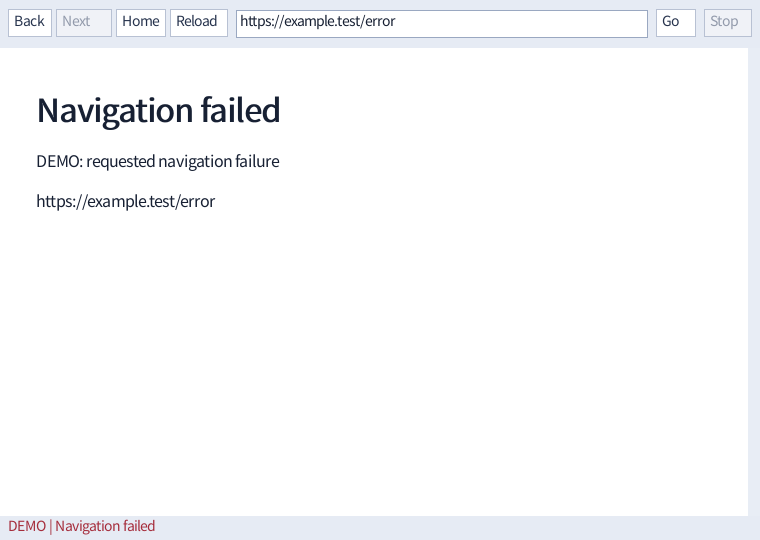 Back Next Home Reload https://example.test/error Go Stop
Navigation failed
DEMO: requested navigation failure
https://example.test/error
DEMO | Navigation failed